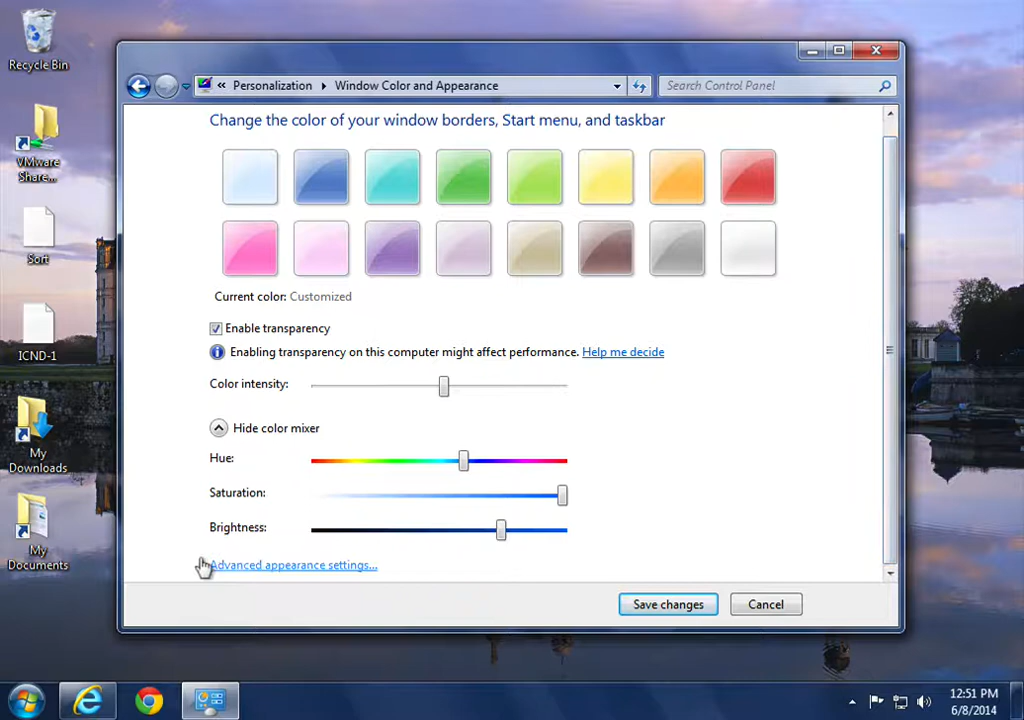 Recycle Bin
VMware
Share...
Soft
ICND-1
My
Downloads
My
Documents
« Personalization Window Color and Appearance
Search Control Panel
Change the color of your window borders, Start menu, and taskbar
Current color: Customized
Enable transparency
Enabling transparency on this computer might affect performance. Help me decide
Color intensity:
Hide color mixer
Hue:
Saturation:
Brightness:
Advanced appearance settings...
Save changes
Cancel
12:51 PM
6/8/2014